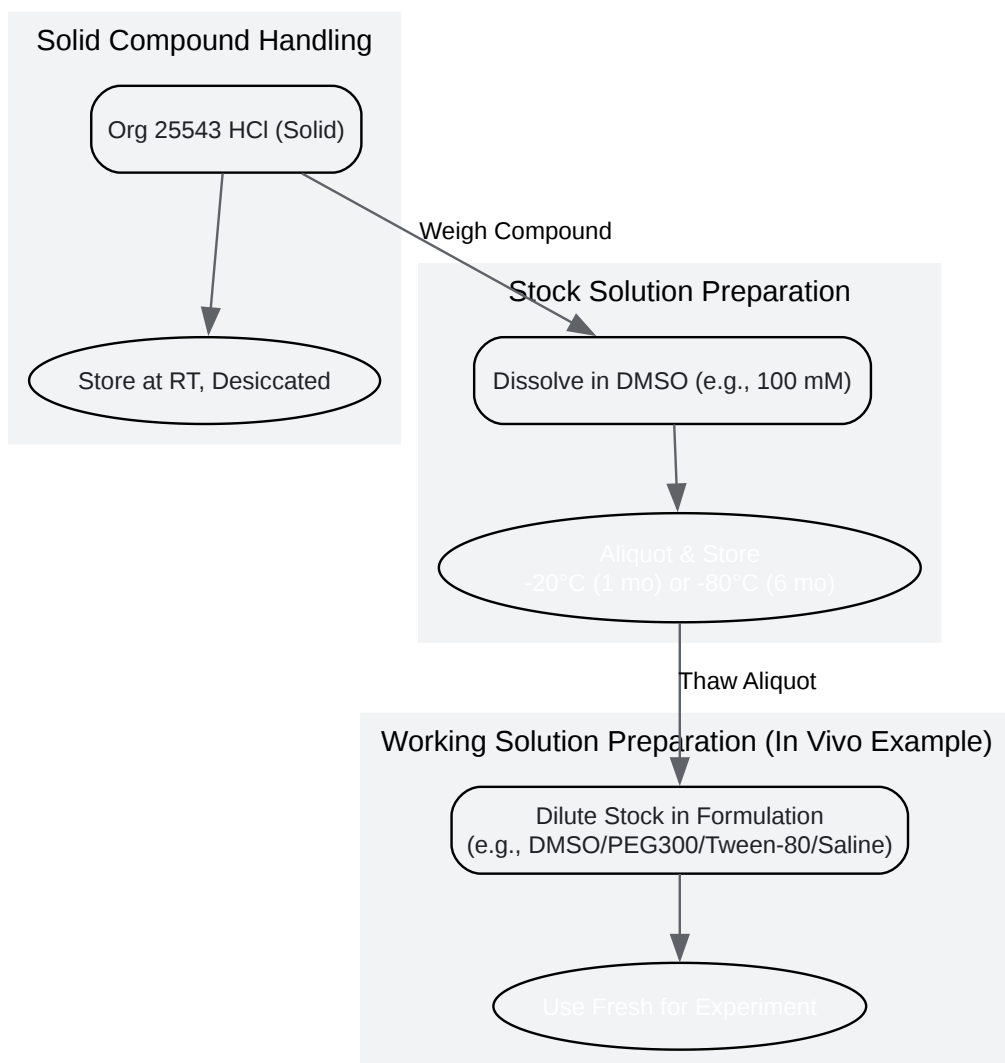 Solid Compound Handling
Org 25543 HCl (Solid)
Weigh Compound
Store at RT, Desiccated
Stock Solution Preparation
Dissolve in DMSO (e.g., 100 mM)
Aliquot & Store
-20°C (1 mo) or -80°C (6 mo)
Thaw Aliquot
Working Solution Preparation (In Vivo Example)
Dilute Stock in Formulation
(e.g., DMSO/PEG300/Tween-80/Saline)
Use Fresh for Experiment